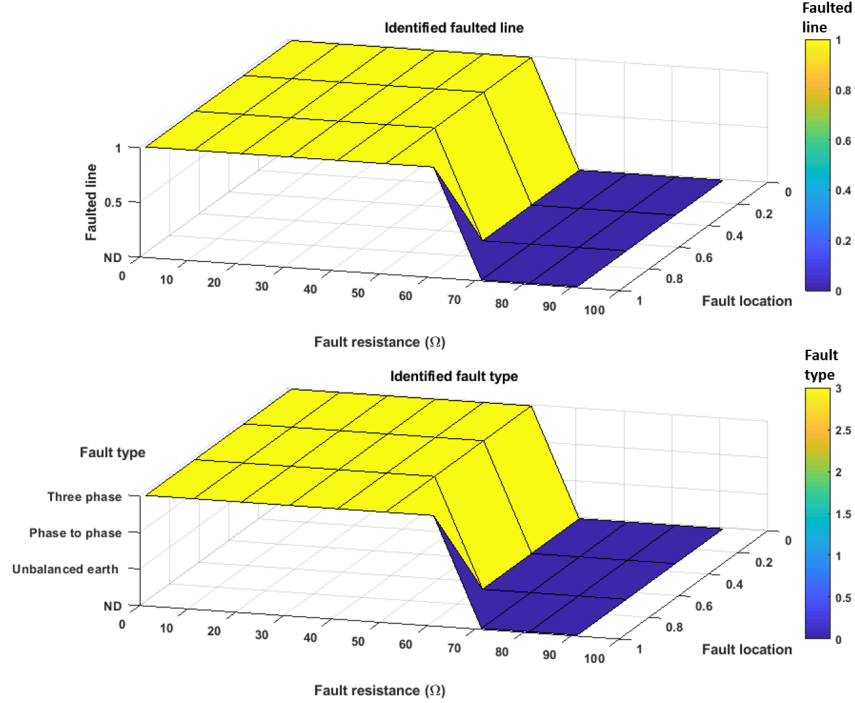 Identified faulted line
Faulted
line
1
0.8
0.6
0.4
0.2
0
Faulted line
1
0.5
ND
0
10
20
30
40
50
60
70
80
90
100
Fault resistance (Ω)
0
0.2
0.4
0.6
0.8
1
Fault location
Identified fault type
Fault
type
3
2.5
2
1.5
1
0.5
0
Fault type
Three phase
Phase to phase
Unbalanced earth
ND
0
10
20
30
40
50
60
70
80
90
100
Fault resistance (Ω)
0
0.2
0.4
0.6
0.8
1
Fault location